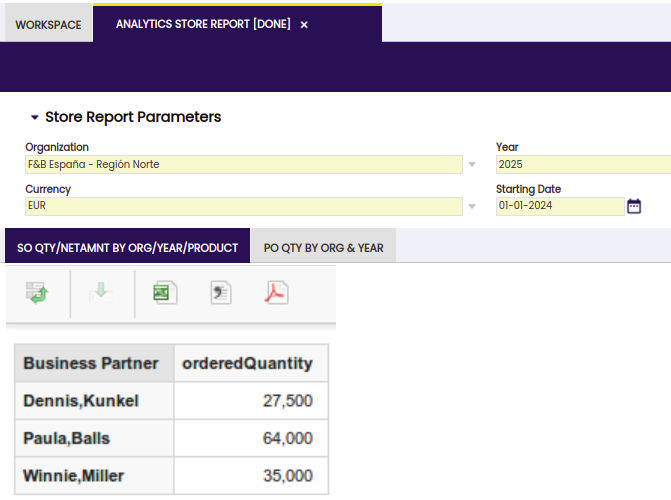 WORKSPACE
ANALYTICS STORE REPORT [DONE] ×
Store Report Parameters
Organization Year
F&B España - Región Norte 2025
Currency Starting Date
EUR 01-01-2024
SO QTY/NETAMNT BY ORG/YEAR/PRODUCT PO QTY BY ORG & YEAR
Business Partner orderedQuantity
Dennis,Kunkel 27,500
Paula,Balls 64,000
Winnie,Miller 35,000